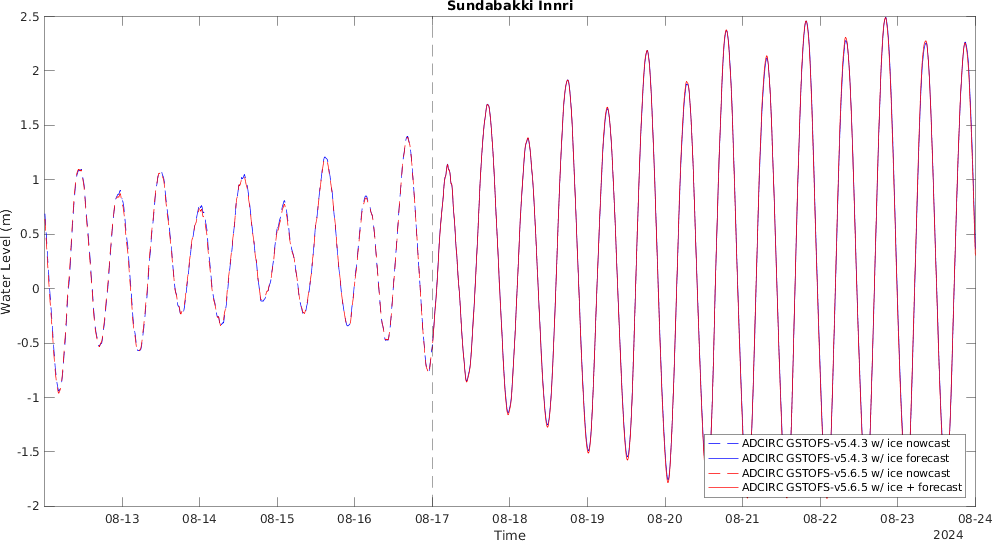 Sundabakki Innri
2.5
2
1.5
1
0.5
0
-0.5
-1
-1.5
-2
Water Level (m)
ADCIRC GSTOFS-v5.4.3 w/ ice nowcast
ADCIRC GSTOFS-v5.4.3 w/ ice forecast
ADCIRC GSTOFS-v5.6.5 w/ ice nowcast
ADCIRC GSTOFS-v5.6.5 w/ ice + forecast
08-13 08-14 08-15 08-16 08-17 08-18 08-19 08-20 08-21 08-22 08-23 08-24
Time
2024